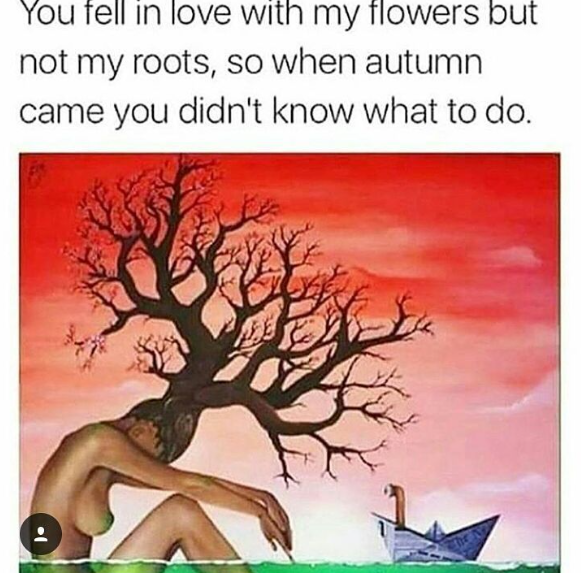 You fell in love with my flowers but
not my roots, so when autumn
came you didn't know what to do.